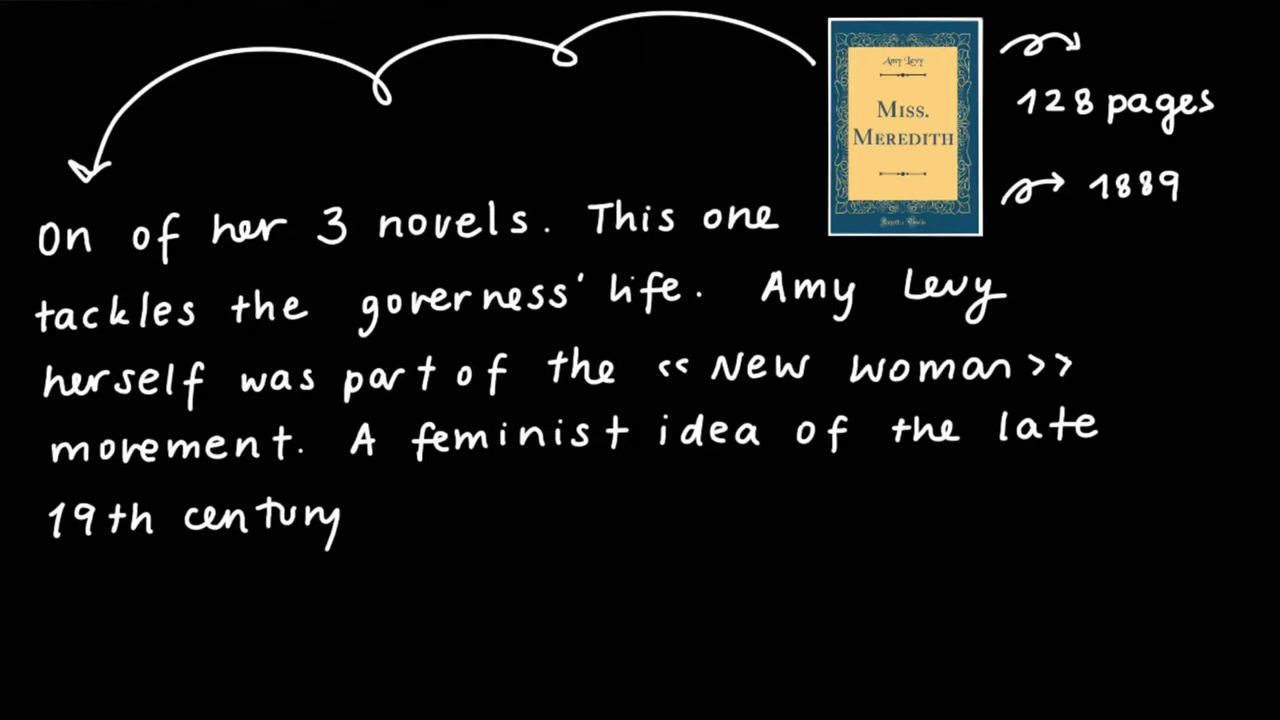 Amy Levy
Miss.
Meredith
128 pages
1889
On of her 3 novels. This one
tackles the governess' life. Amy Levy
herself was part of the << New Woman >>
movement. A feminist idea of the late
19th century